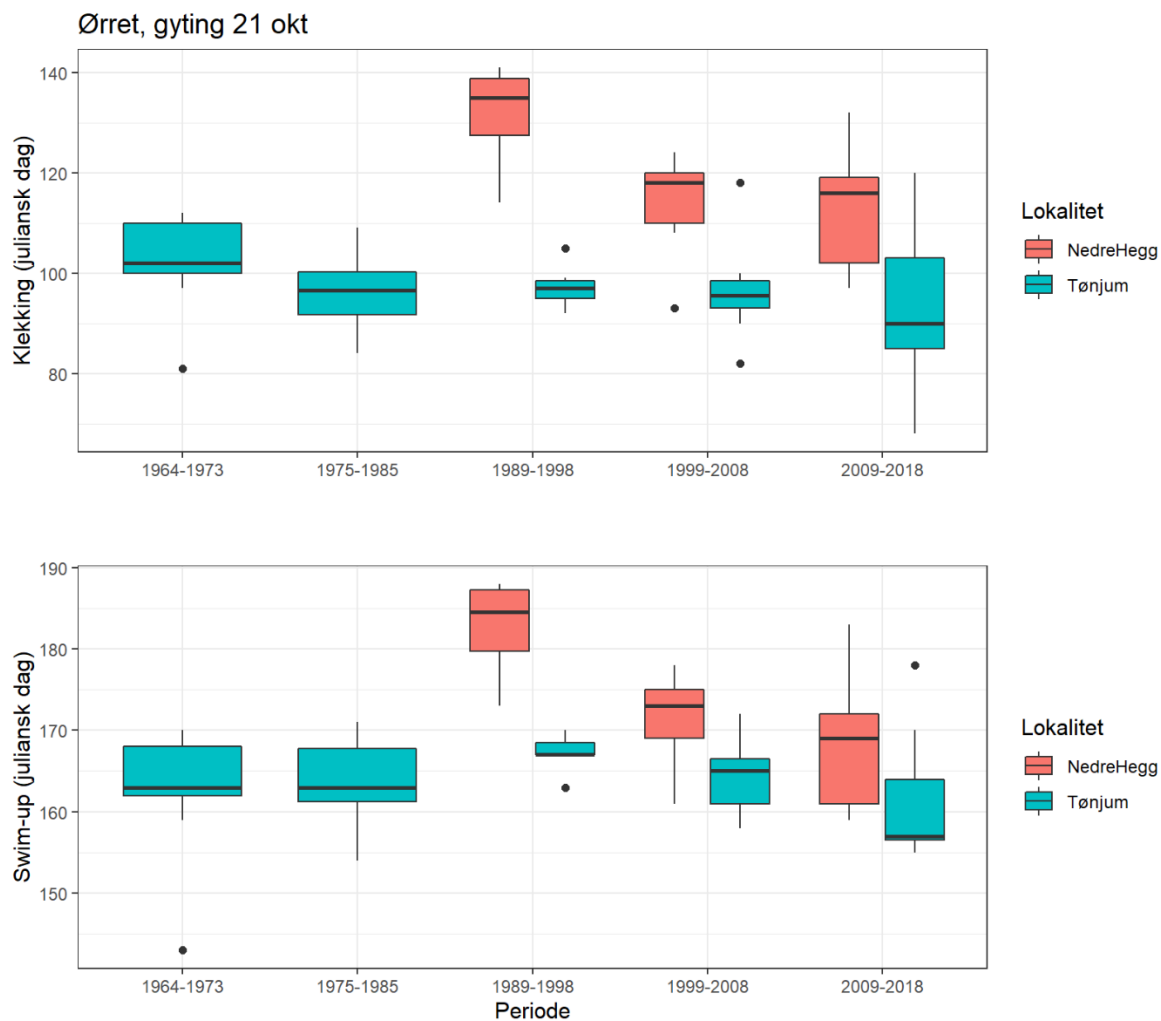 Ørret, gyting 21 okt
Klekking (juliansk dag)
140
120
100
80
1964-1973
1975-1985
1989-1998
1999-2008
2009-2018
Lokalitet
NedreHegg
Tønjum
Swim-up (juliansk dag)
190
180
170
160
150
1964-1973
1975-1985
1989-1998
1999-2008
2009-2018
Periode
Lokalitet
NedreHegg
Tønjum